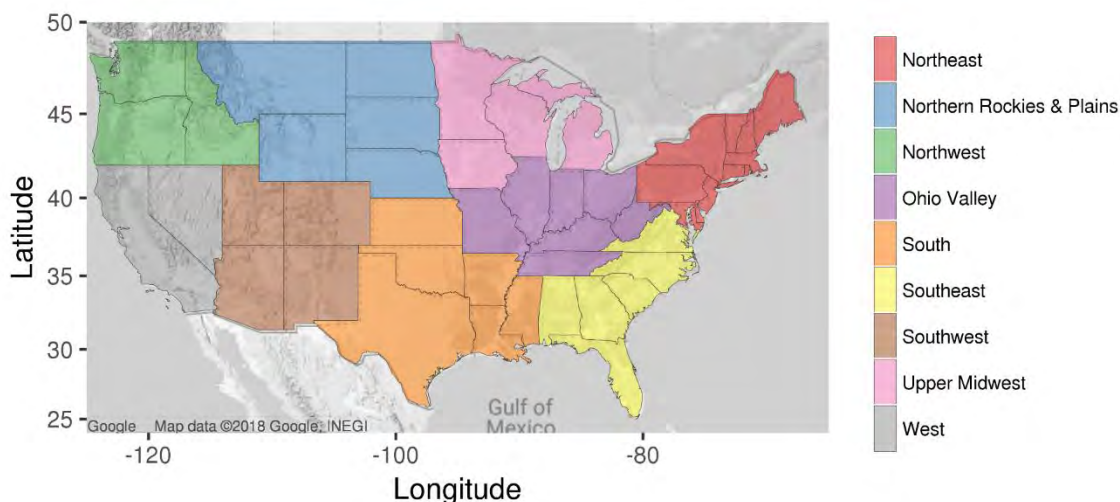 50
45
40
35
30
25
Latitude
Gulf of
Mexico
Google Map data ©2018 Google, INEGI
-120 -100 -80
Longitude
Northeast
Northern Rockies & Plains
Northwest
Ohio Valley
South
Southeast
Southwest
Upper Midwest
West